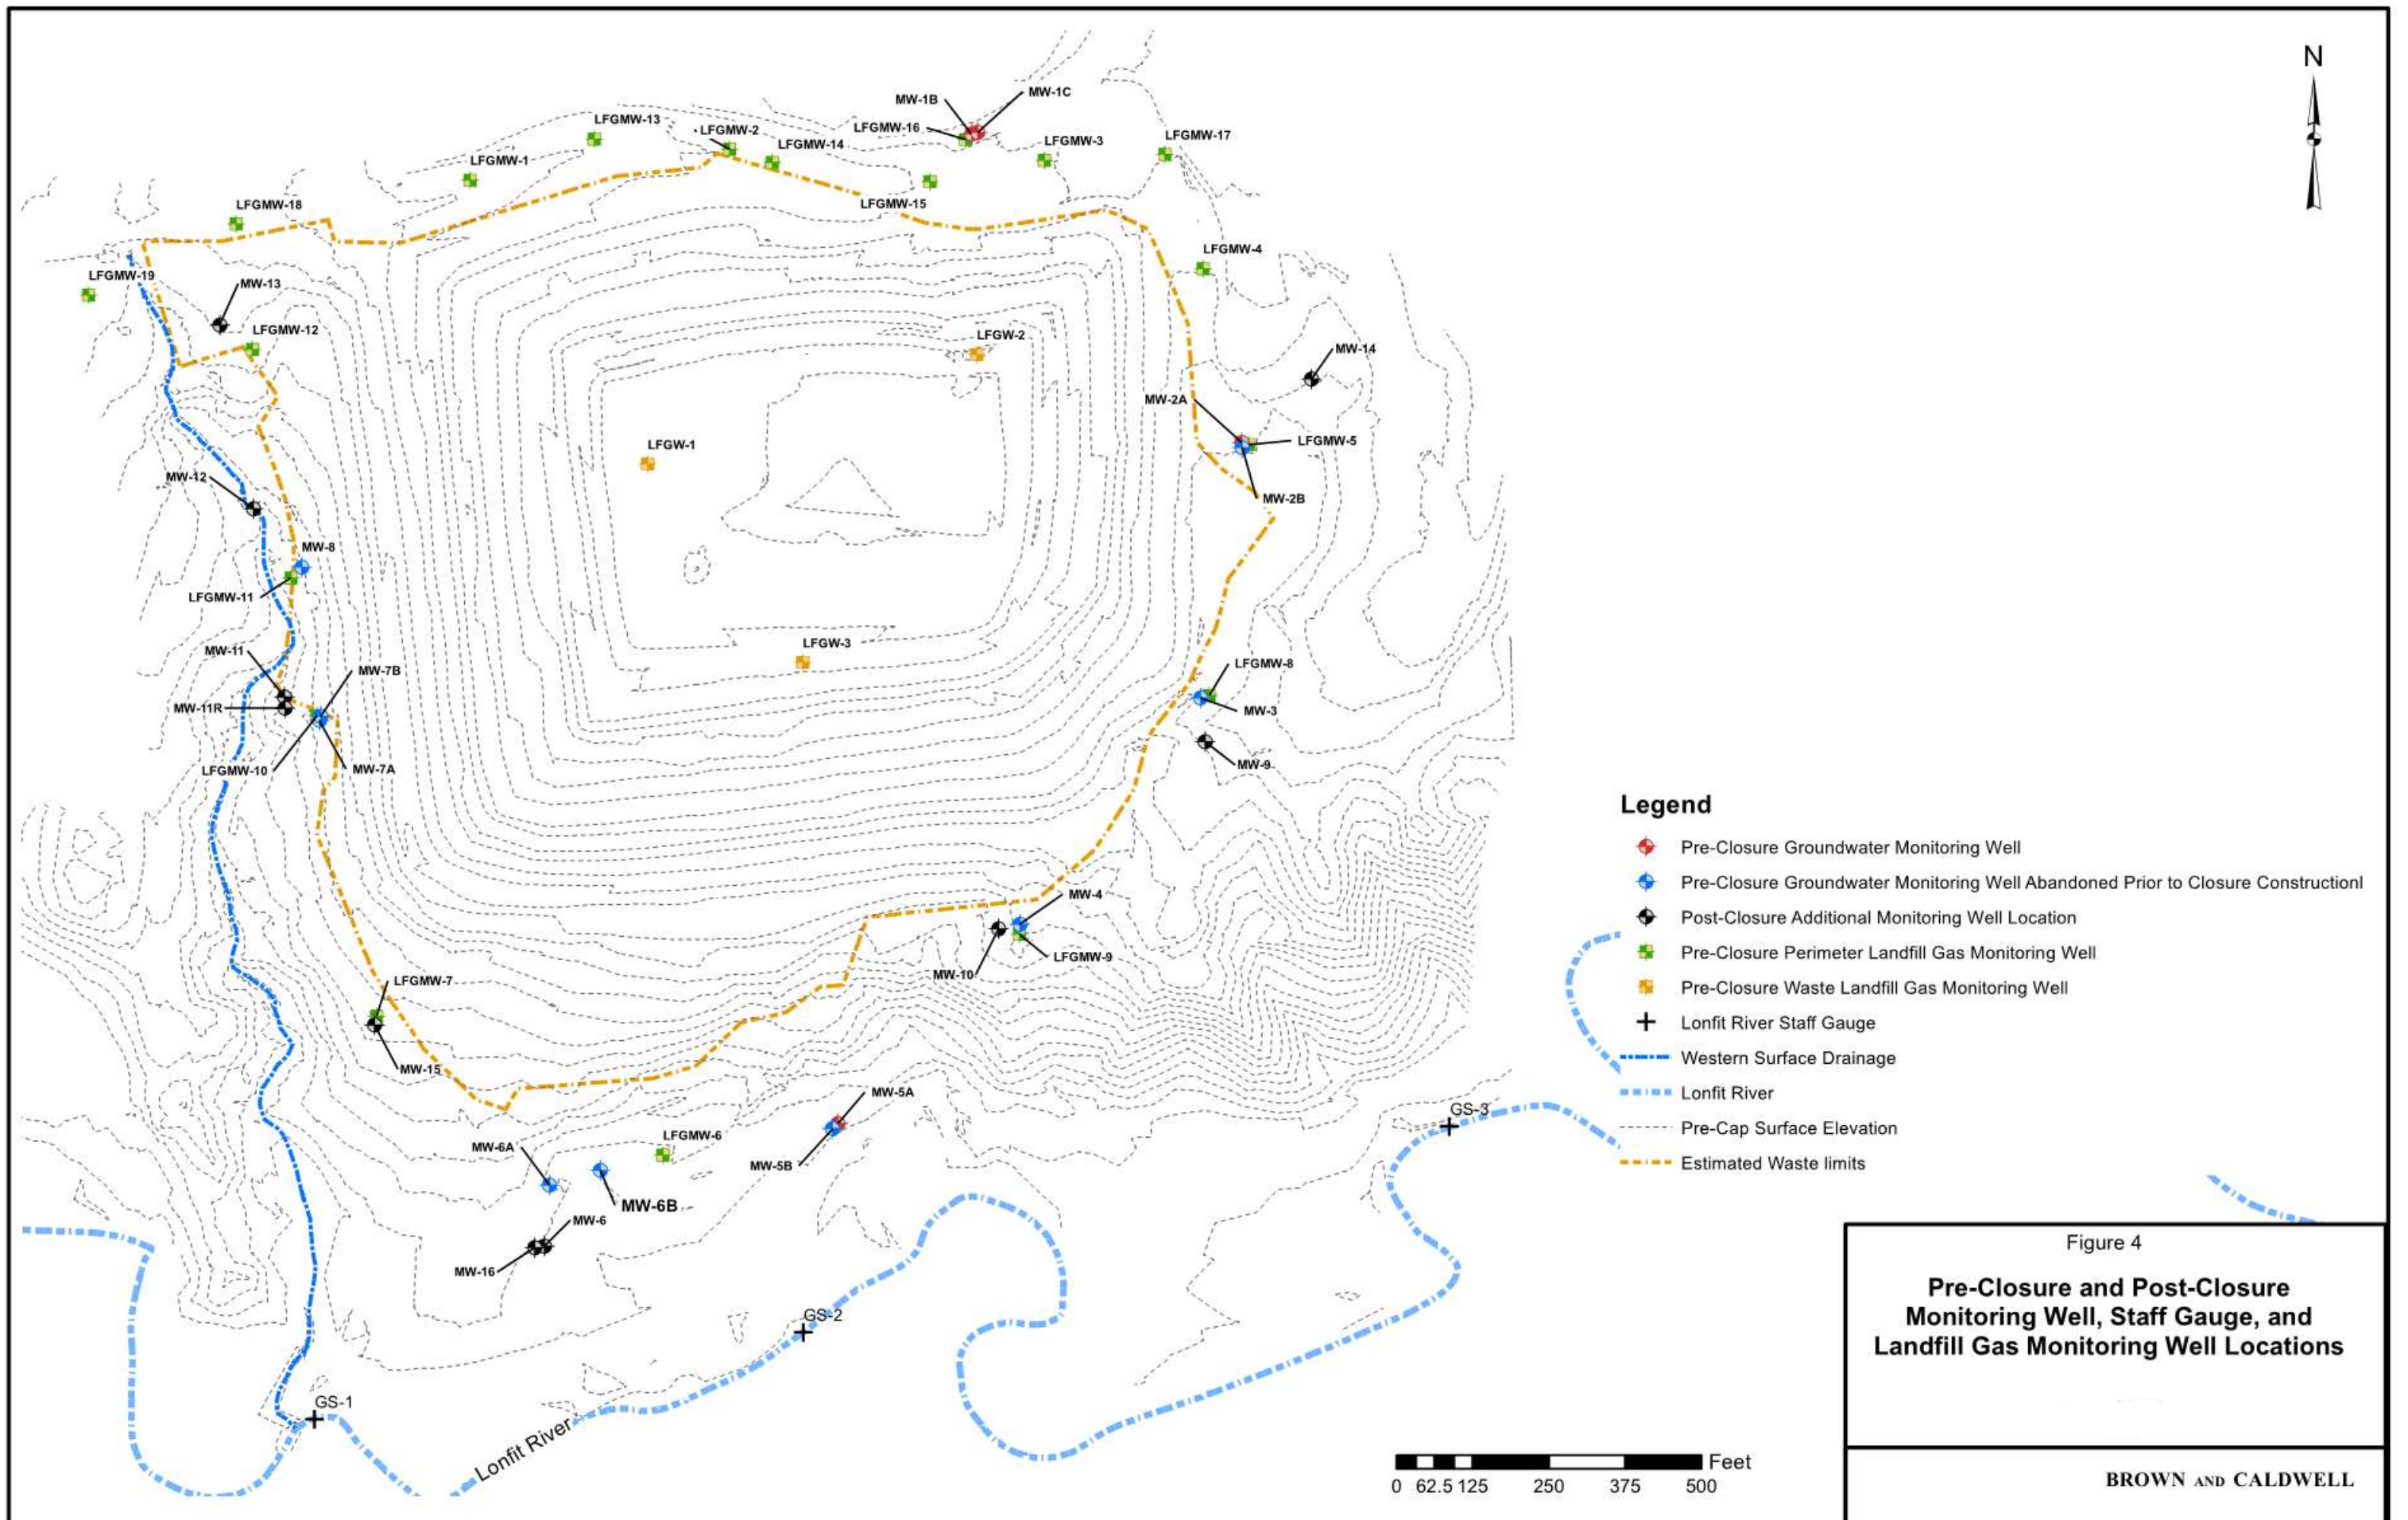 N
MW-1B
MW-1C
LFGMW-13
LFGMW-2
LFGMW-16
LFGMW-14
LFGMW-3
LFGMW-17
LFGMW-1
LFGMW-18
LFGMW-15
LFGMW-4
LFGMW-19
MW-13
LFGMW-12
LFGW-2
MW-14
MW-2A
LFGW-1
LFGMW-5
MW-12
MW-2B
MW-8
LFGMW-11
LFGW-3
MW-11
MW-7B
LFGMW-8
MW-11R
MW-3
LFGMW-10
MW-7A
MW-9
MW-4
MW-10
LFGMW-9
LFGMW-7
MW-15
MW-5A
GS-3
LFGMW-6
MW-6A
MW-5B
MW-6B
MW-6
MW-16
GS-2
GS-1
Lonfit River
Legend
Pre-Closure Groundwater Monitoring Well
Pre-Closure Groundwater Monitoring Well Abandoned Prior to Closure Constructionl
Post-Closure Additional Monitoring Well Location
Pre-Closure Perimeter Landfill Gas Monitoring Well
Pre-Closure Waste Landfill Gas Monitoring Well
Lonfit River Staff Gauge
Western Surface Drainage
Lonfit River
Pre-Cap Surface Elevation
Estimated Waste limits
Feet
0 62.5 125 250 375 500
Figure 4
Pre-Closure and Post-Closure
Monitoring Well, Staff Gauge, and
Landfill Gas Monitoring Well Locations
BROWN AND CALDWELL